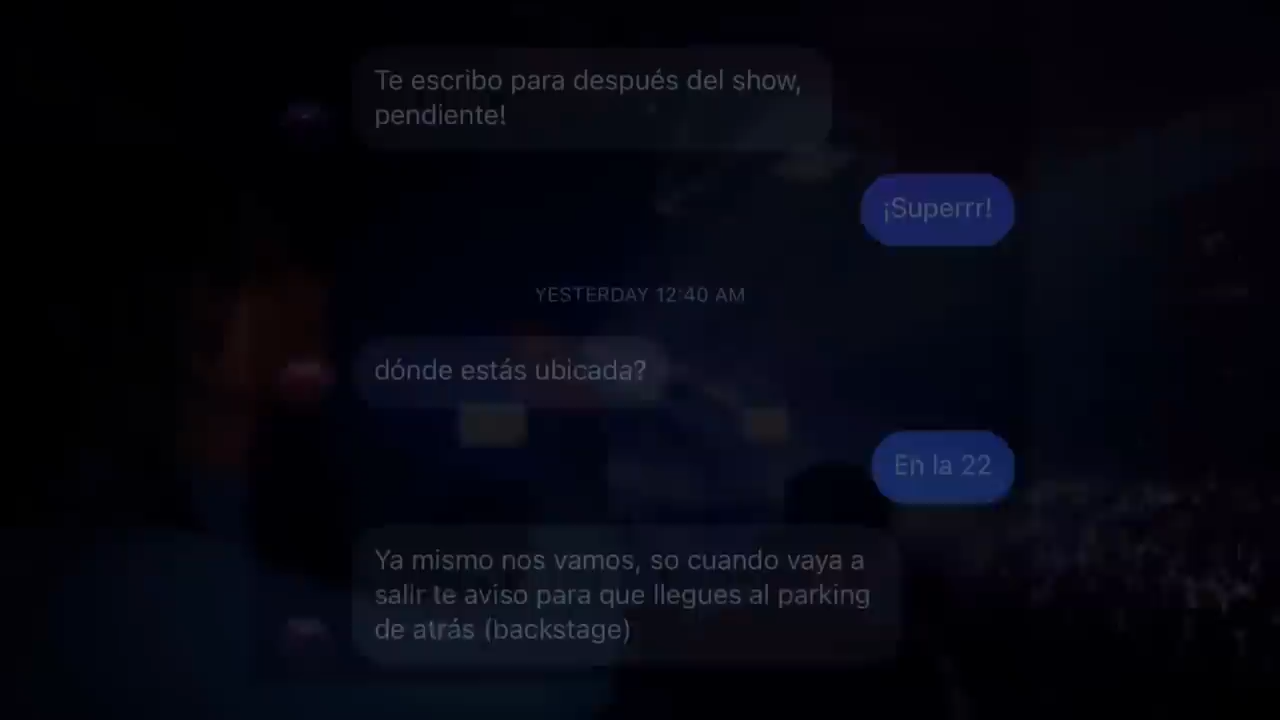 Te escribo para después del show,
pendiente!
¡Superrr!
YESTERDAY 12:40 AM
dónde estás ubicada?
En la 22
Ya mismo nos vamos, so cuando vaya a
salir te aviso para que llegues al parking
de atrás (backstage)